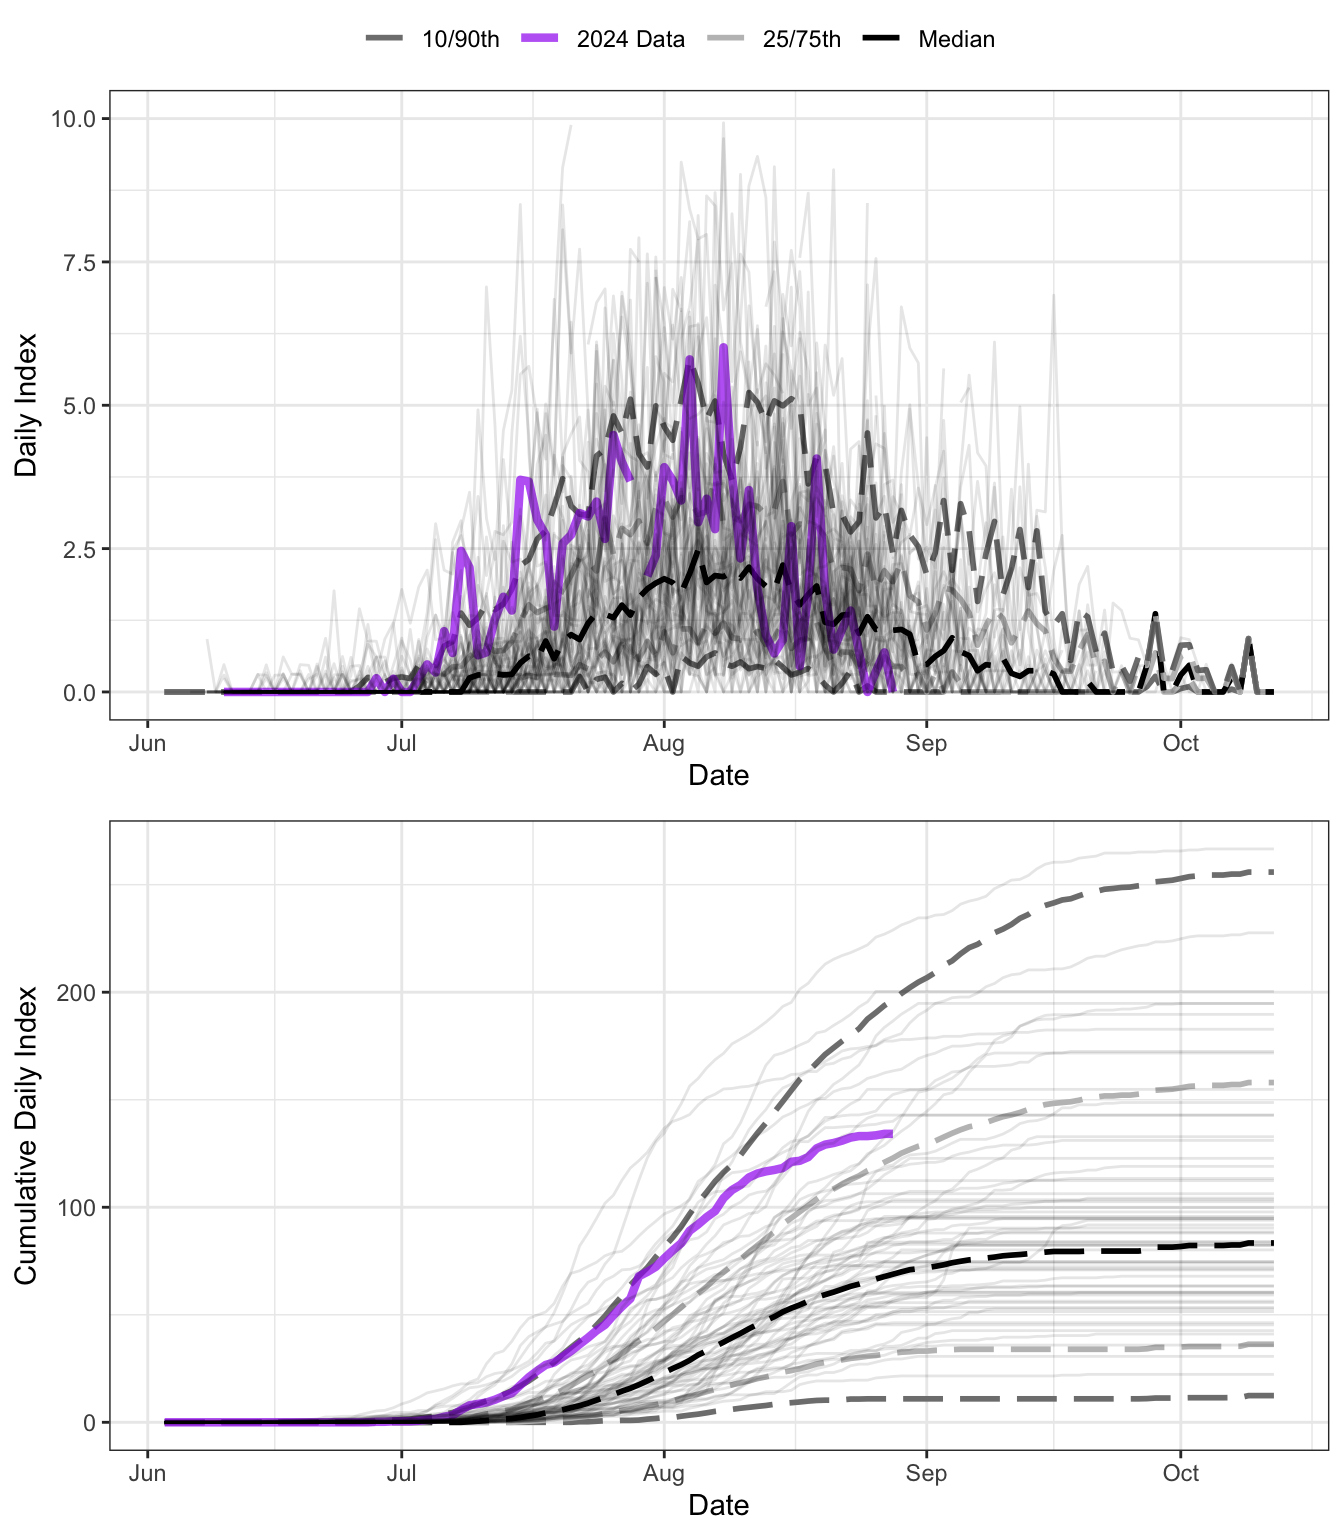 10/90th 2024 Data 25/75th Median
10.0
7.5
5.0
2.5
0.0
Daily Index
Jun Jul Aug Sep Oct
Date
200
100
0
Cumulative Daily Index
Jun Jul Aug Sep Oct
Date